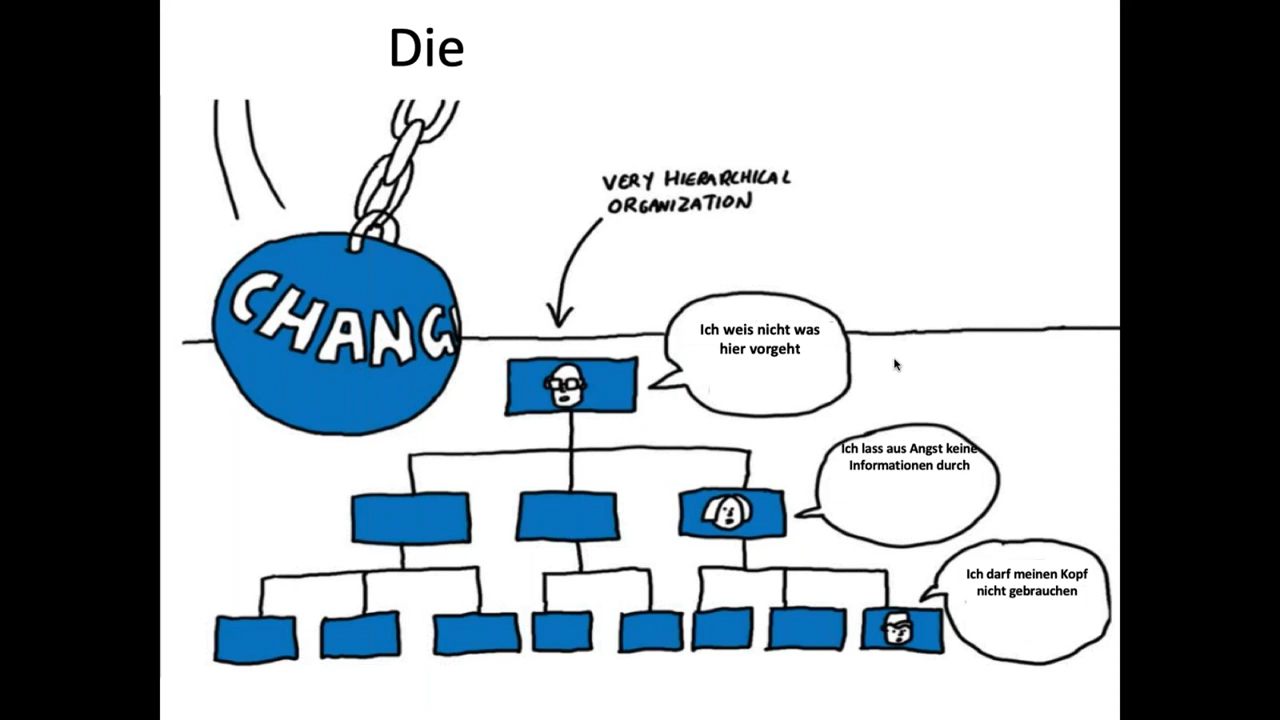 Die
VERY HIERARCHICAL
ORGANIZATION
CHANG
Ich weis nicht was
hier vorgeht
Ich lass aus Angst keine
Informationen durch
Ich darf meinen Kopf
nicht gebrauchen